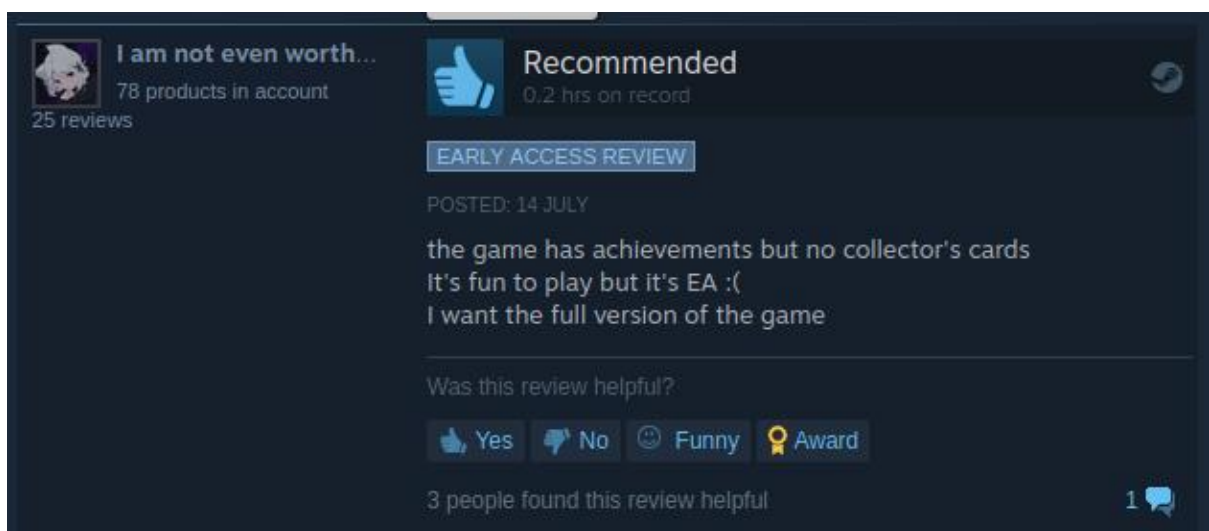 I am not even worth...
78 products in account
25 reviews
Recommended
0.2 hrs on record
EARLY ACCESS REVIEW
POSTED: 14 JULY
the game has achievements but no collector's cards
It's fun to play but it's EA :(
I want the full version of the game
Was this review helpful?
Yes No Funny Award
3 people found this review helpful
1